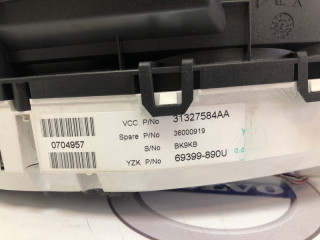 VCC P/No 31327584AA
Spare P/No 36000919
0704957
S/No BK9KB
YZK P/No 69399-890U